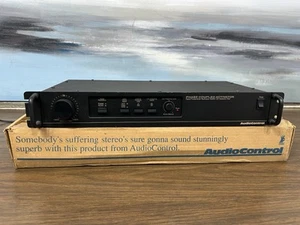 AudioControl
Somebody's suffering stereo's sure gonna sound stunningly
superb with this product from AudioControl.
AudioControl